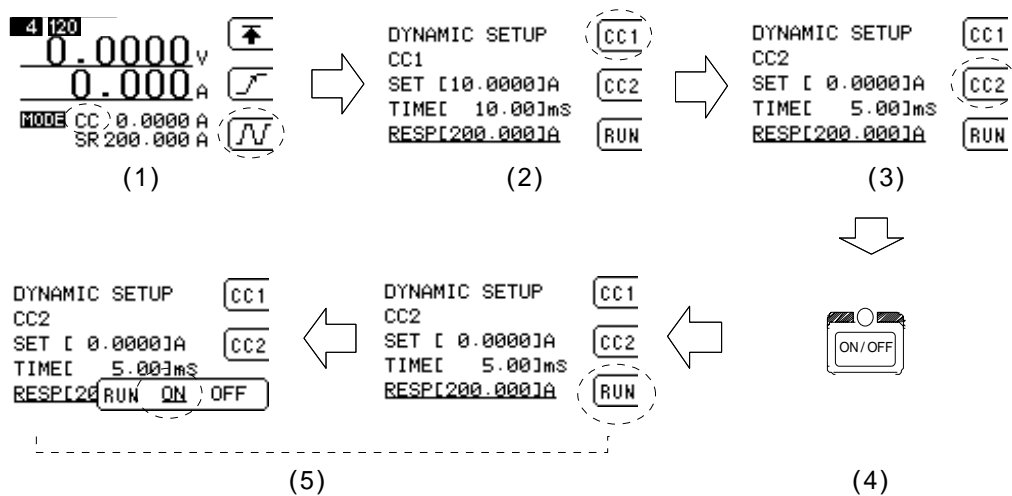 4 120
0.0000 V
0.000 A
MODE CC 0.0000 A
SR 200.000 A
(1)
DYNAMIC SETUP
CC1
SET [10.0000]A
TIME[ 10.00]mS
RESP[200.000]A
CC1
CC2
RUN
(2)
DYNAMIC SETUP
CC2
SET [ 0.0000]A
TIME[ 5.00]mS
RESP[200.000]A
CC1
CC2
RUN
(3)
ON/OFF
(4)
DYNAMIC SETUP
CC2
SET [ 0.0000]A
TIME[ 5.00]mS
RESP[200.000]A
CC1
CC2
RUN
DYNAMIC SETUP
CC2
SET [ 0.0000]A
TIME[ 5.00]mS
RESP[20
CC1
CC2
RUN ON OFF
(5)